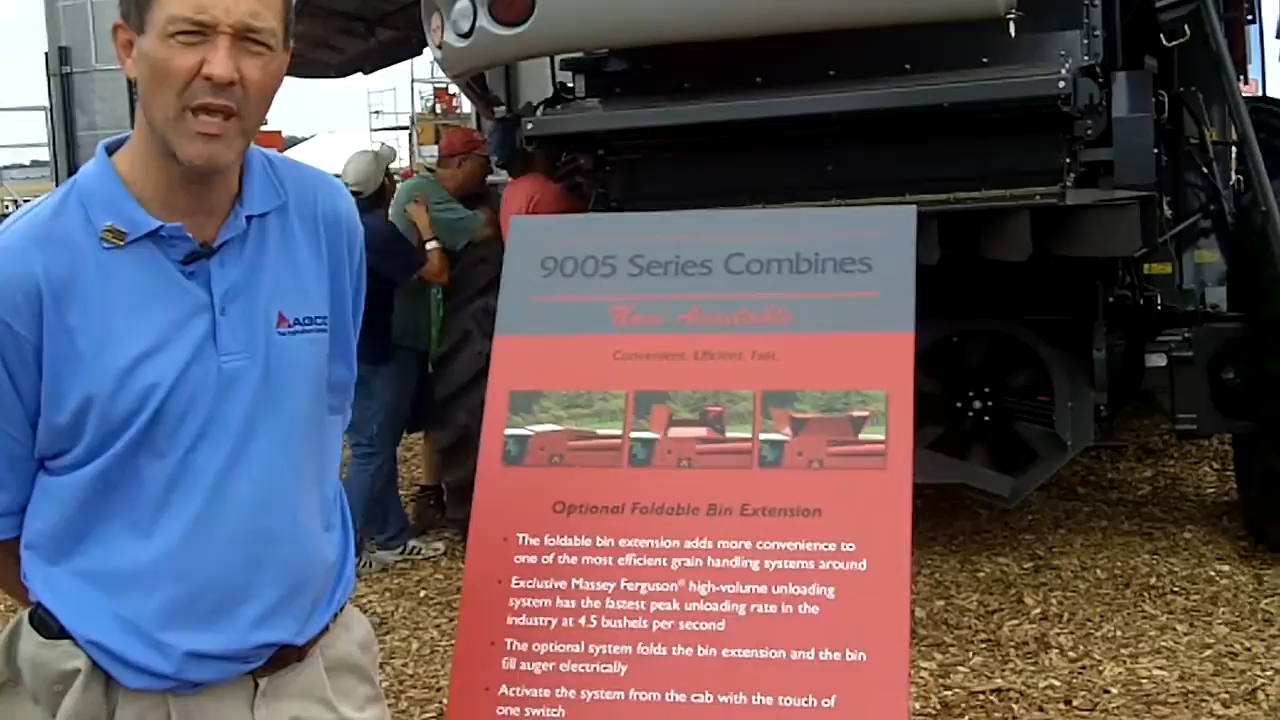 AGCO
9005 Series Combines
Now Available
Convenient. Efficient. Fast.
Optional Foldable Bin Extension
• The foldable bin extension adds more convenience to
one of the most efficient grain handling systems around
• Exclusive Massey Ferguson® high-volume unloading
system has the fastest peak unloading rate in the
industry at 4.5 bushels per second
• The optional system folds the bin extension and the bin
fill auger electrically
• Activate the system from the cab with the touch of
one switch